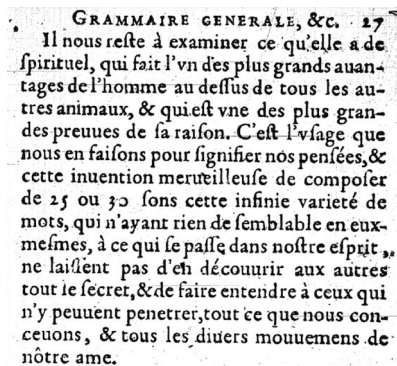 GRAMMAIRE GENERALE, &c. 27
Il nous reſte à examiner ce qu'elle a de
ſpirituel, qui fait l'vn des plus grands auan-
tages de l'homme au deſſus de tous les au-
tres animaux, & qui eſt vne des plus gran-
des preuues de ſa raiſon. C'eſt l'vſage que
nous en faiſons pour ſignifier nos penſées, &
cette inuention merueilleuse de compoſer
de 25 ou 30 ſons cette infinie varieté de
mots, qui n'ayant rien de ſemblable en eux-
meſmes, à ce qui ſe paſſe dans noſtre eſprit,
ne laiſſent pas d'en découurir aux autres
tout le ſecret, & de faire entendre à ceux qui
n'y peuuent penetrer, tout ce que nous con-
ceuons, & tous les diuers mouuemens de
nôtre ame.